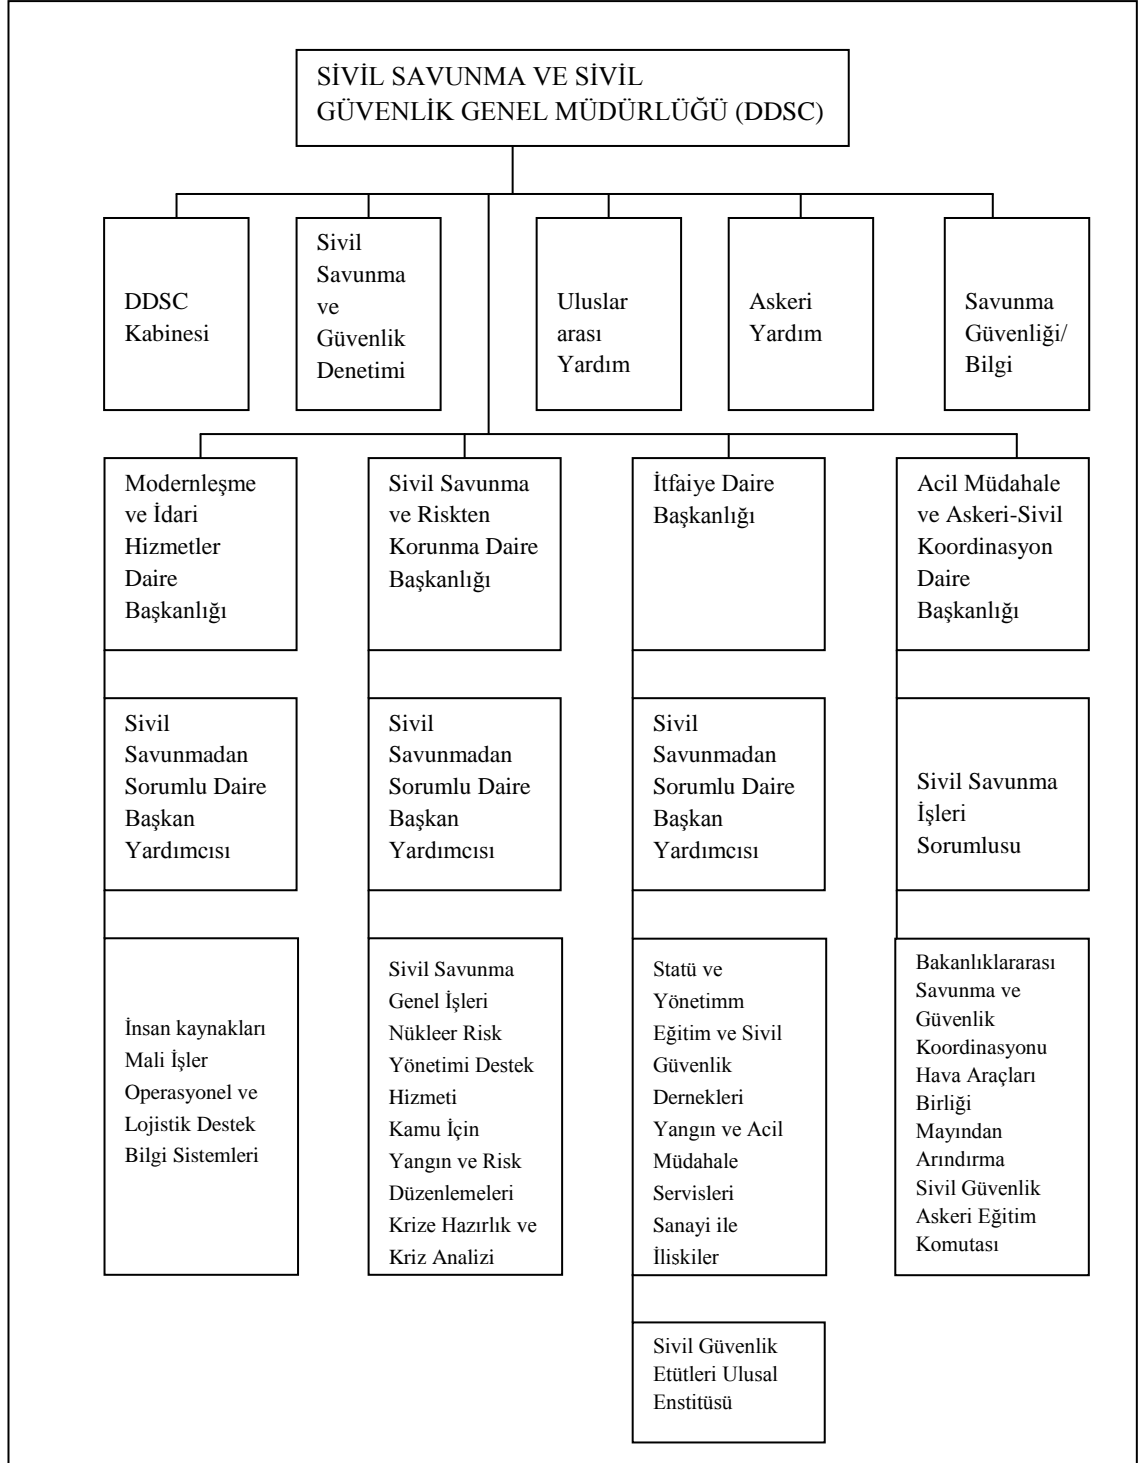 SİVİL SAVUNMA VE SİVİL
GÜVENLİK GENEL MÜDÜRLÜĞÜ (DDSC)
DDSC
Kabinesi
Sivil
Savunma
ve
Güvenlik
Denetimi
Uluslar
arası
Yardım
Askeri
Yardım
Savunma
Güvenliği/
Bilgi
Modernleşme
ve İdari
Hizmetler
Daire
Başkanlığı
Sivil Savunma
ve Riskten
Korunma Daire
Başkanlığı
İtfaiye Daire
Başkanlığı
Acil Müdahale
ve Askeri-Sivil
Koordinasyon
Daire
Başkanlığı
Sivil
Savunmadan
Sorumlu Daire
Başkan
Yardımcısı
Sivil
Savunmadan
Sorumlu Daire
Başkan
Yardımcısı
Sivil
Savunmadan
Sorumlu Daire
Başkan
Yardımcısı
Sivil Savunma
İşleri
Sorumlusu
İnsan kaynakları
Mali İşler
Operasyonel ve
Lojistik Destek
Bilgi Sistemleri
Sivil Savunma
Genel İşleri
Nükleer Risk
Yönetimi Destek
Hizmeti
Kamu İçin
Yangın ve Risk
Düzenlemeleri
Krize Hazırlık ve
Kriz Analizi
Statü ve
Yönetimm
Eğitim ve Sivil
Güvenlik
Dernekleri
Yangın ve Acil
Müdahale
Servisleri
Sanayi ile
İliskiler
Bakanlıklararası
Savunma ve
Güvenlik
Koordinasyonu
Hava Araçları
Birliği
Mayından
Arındırma
Sivil Güvenlik
Askeri Eğitim
Komutası
Sivil Güvenlik
Etütleri Ulusal
Enstitüsü